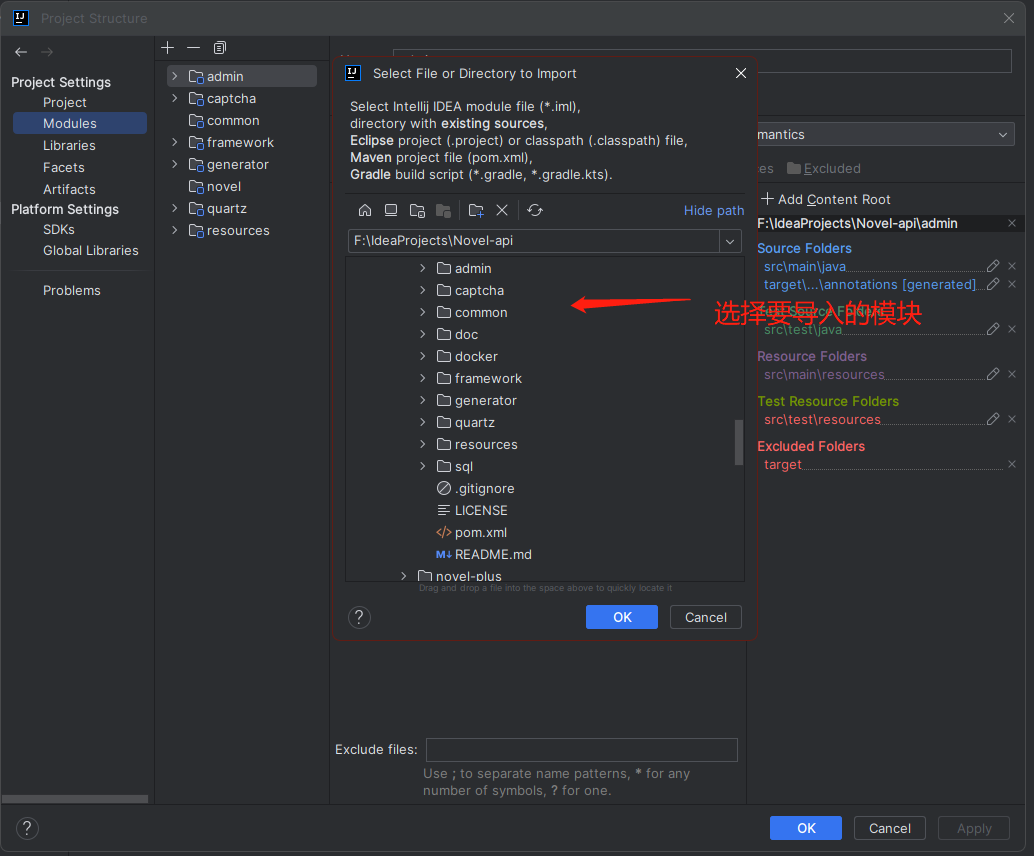 Project Structure
Project Settings
Project
Modules
Libraries
Facets
Artifacts
Platform Settings
SDKs
Global Libraries
Problems
admin
captcha
common
framework
generator
novel
quartz
resources
Select File or Directory to Import
Select Intellij IDEA module file (*.iml),
directory with existing sources,
Eclipse project (.project) or classpath (.classpath) file,
Maven project file (pom.xml),
Gradle build script (*.gradle, *.gradle.kts).
Hide path
F:\IdeaProjects\Novel-api
admin
captcha
common
doc
docker
framework
generator
quartz
resources
sql
.gitignore
LICENSE
pom.xml
README.md
novel-plus
Drag and drop a file into the space above to quickly locate it
?
OK
Cancel
选择要导入的模块
mantics
es
Excluded
Add Content Root
F:\IdeaProjects\Novel-api\admin
Source Folders
src\main\java
target\...\annotations [generated]
Test Source Folders
src\test\java
Resource Folders
src\main\resources
Test Resource Folders
src\test\resources
Excluded Folders
target
Exclude files:
Use ; to separate name patterns, * for any
number of symbols, ? for one.
?
OK
Cancel
Apply